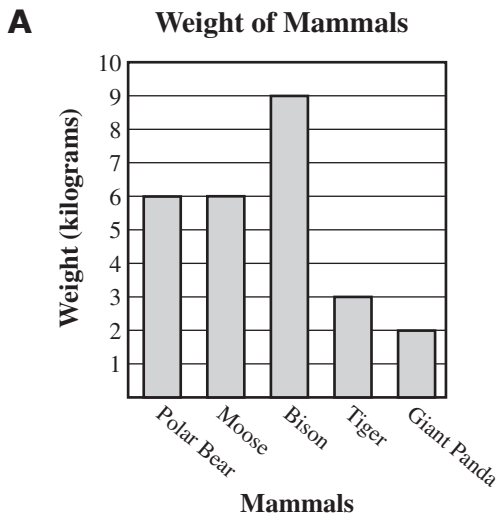 A
Weight of Mammals
Weight (kilograms)
10
9
8
7
6
5
4
3
2
1
Polar Bear
Moose
Bison
Tiger
Giant Panda
Mammals